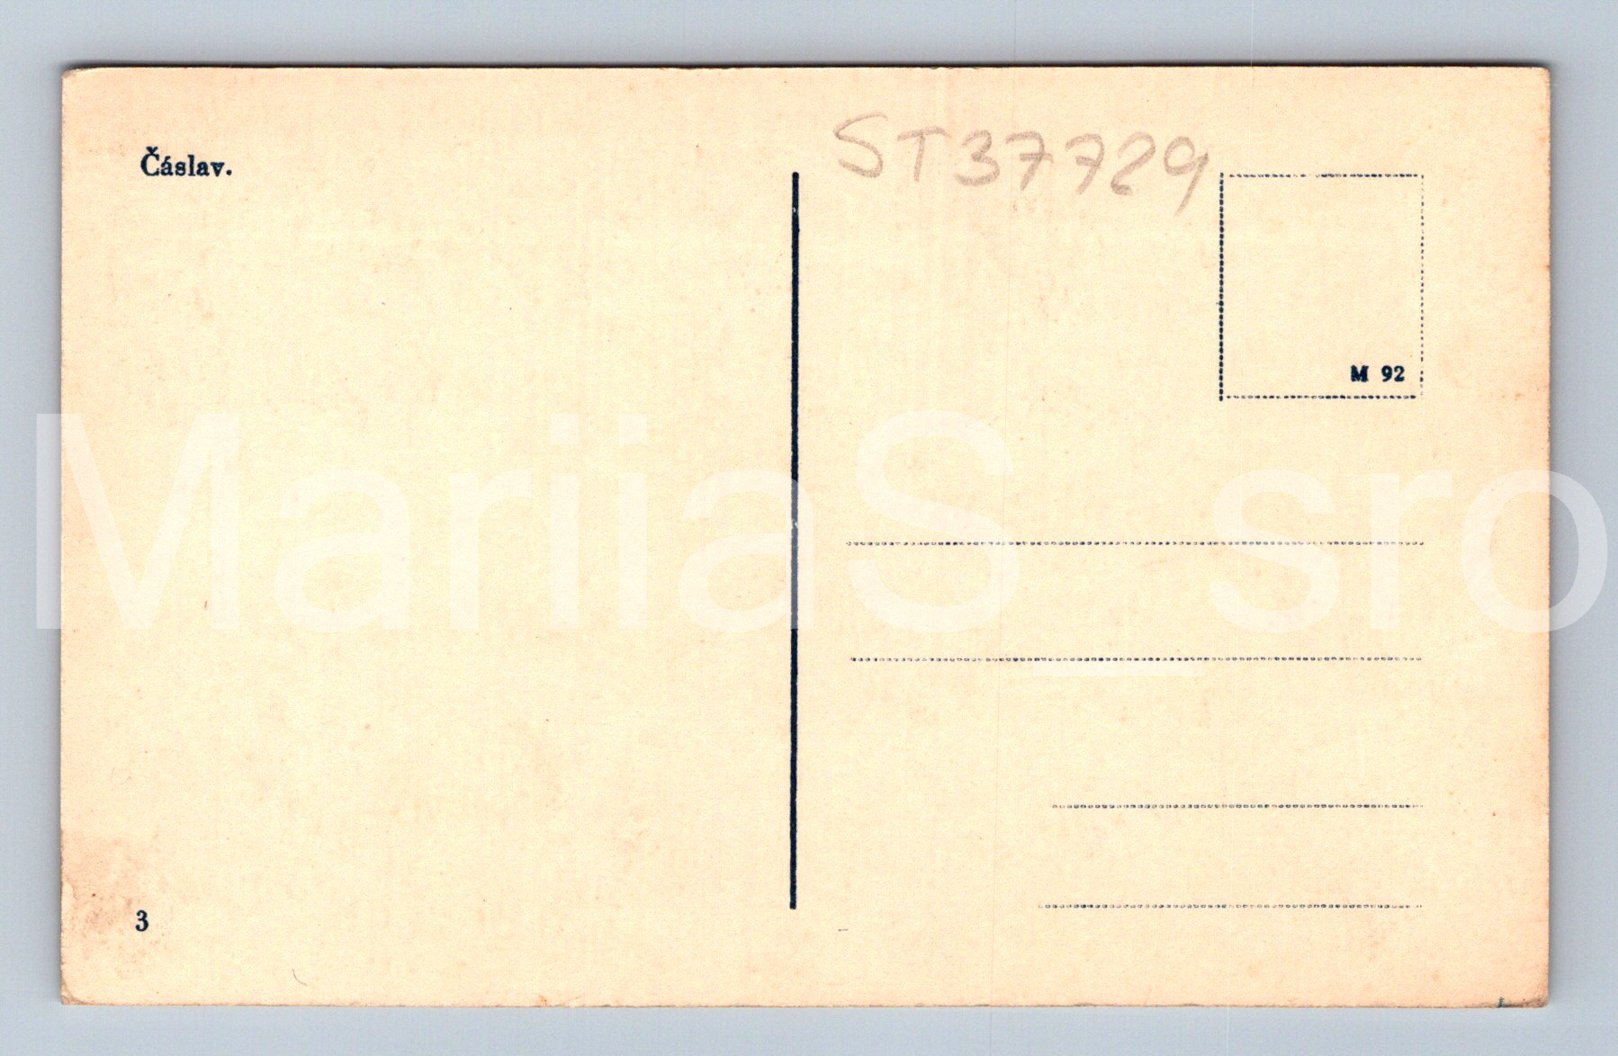 Čáslav.
ST37729
M 92
MariiaS_sro
3